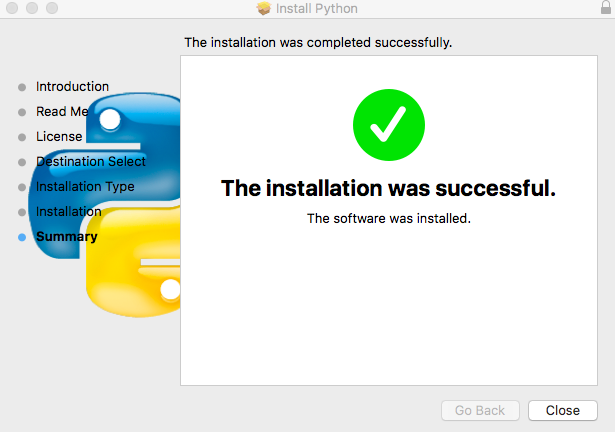 Install Python
The installation was completed successfully.
Introduction
Read Me
License
Destination Select
Installation Type
Installation
Summary
The installation was successful.
The software was installed.
Go Back
Close